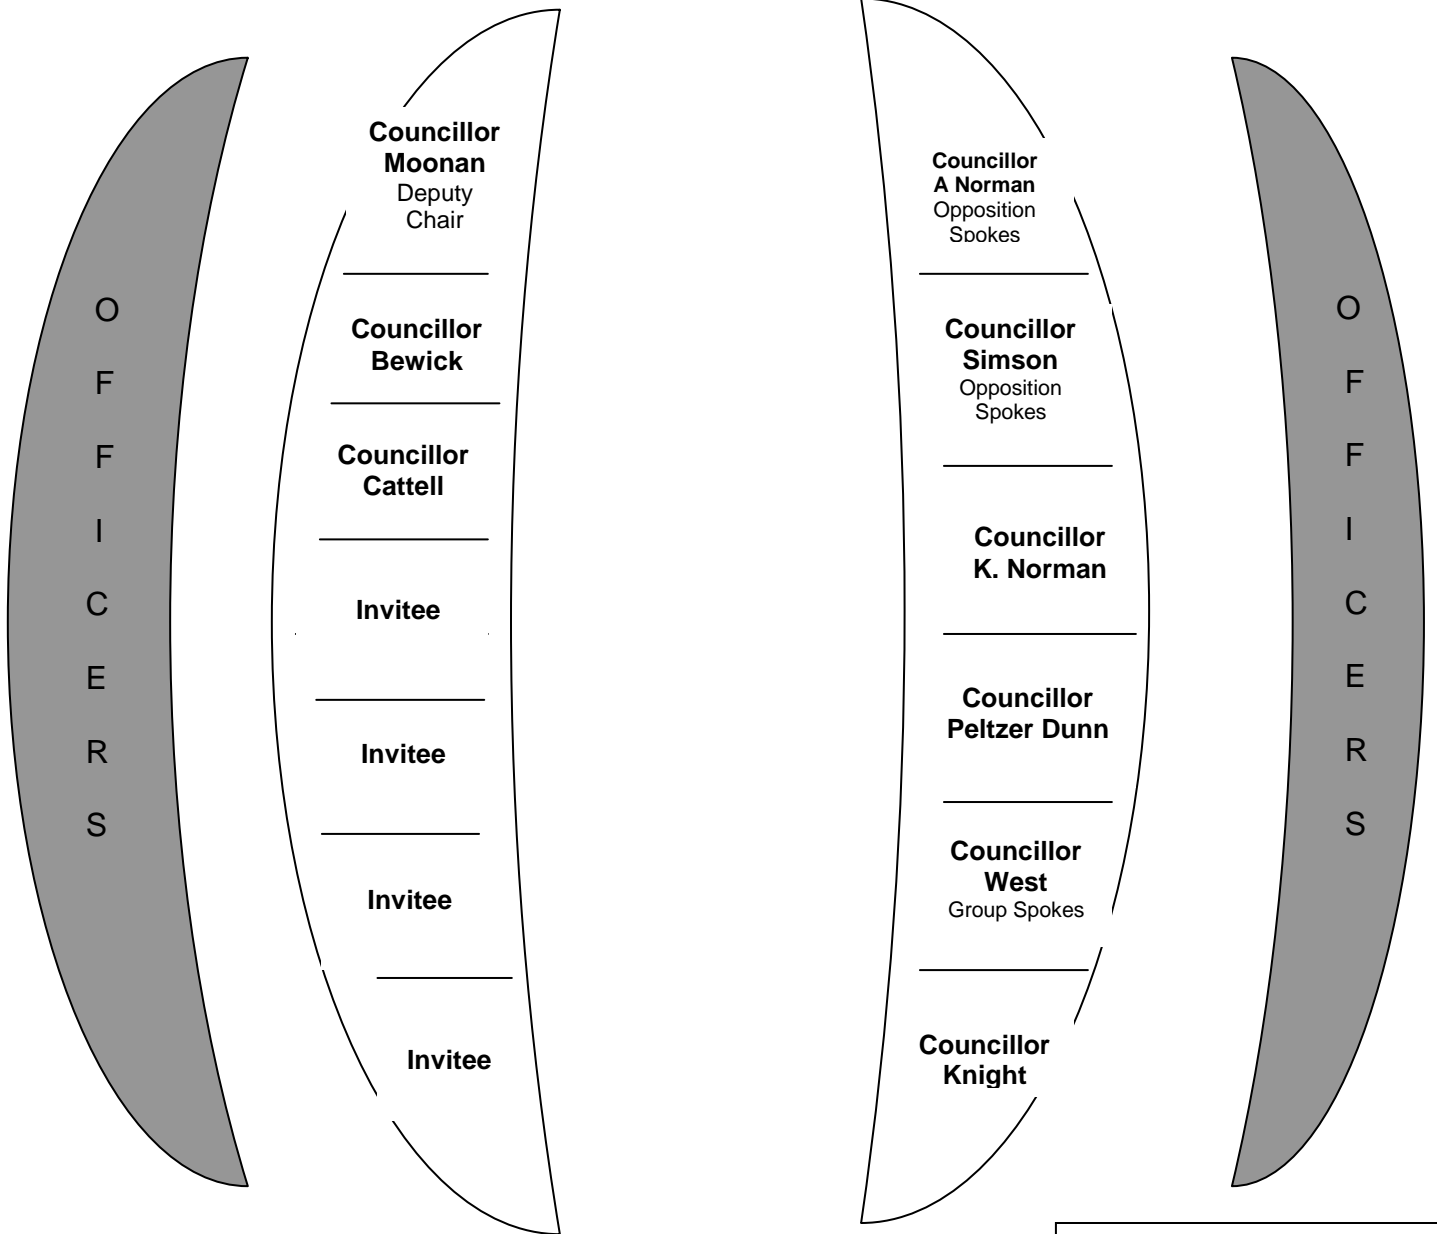 O
F
F
I
C
E
R
S
Councillor
Moonan
Deputy
Chair
Councillor
Bewick
Councillor
Cattell
Invitee
Invitee
Invitee
Invitee
Councillor
A Norman
Opposition
Spokes
Councillor
Simson
Opposition
Spokes
Councillor
K. Norman
Councillor
Peltzer Dunn
Councillor
West
Group Spokes
Councillor
Knight
O
F
F
I
C
E
R
S